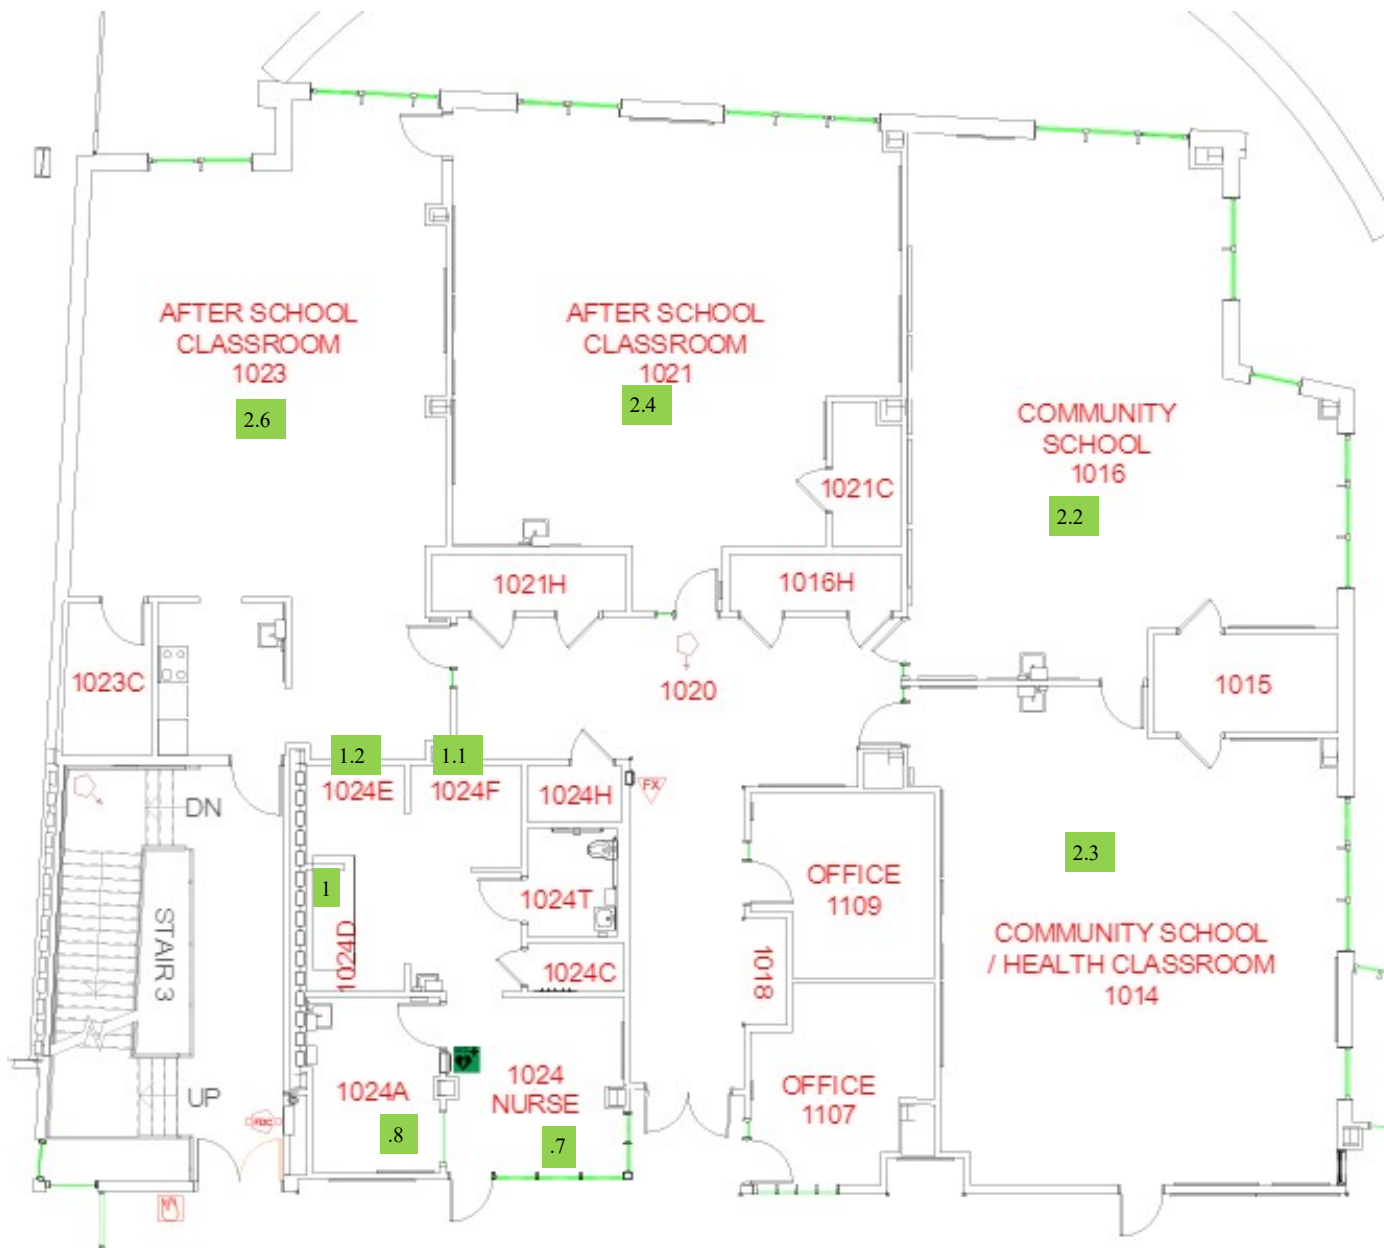 AFTER SCHOOL
CLASSROOM
1023
2.6
AFTER SCHOOL
CLASSROOM
1021
2.4
COMMUNITY
SCHOOL
1016
2.2
1021C
1021H
1016H
1023C
1020
1015
1.2
1.1
1024E
1024F
1024H
FX
DN
2.3
1
OFFICE
1109
1024T
STAIR 3
1024D
1024C
1018
COMMUNITY SCHOOL
/ HEALTH CLASSROOM
1014
1024A
1024
NURSE
OFFICE
1107
UP
FDC
.8
.7